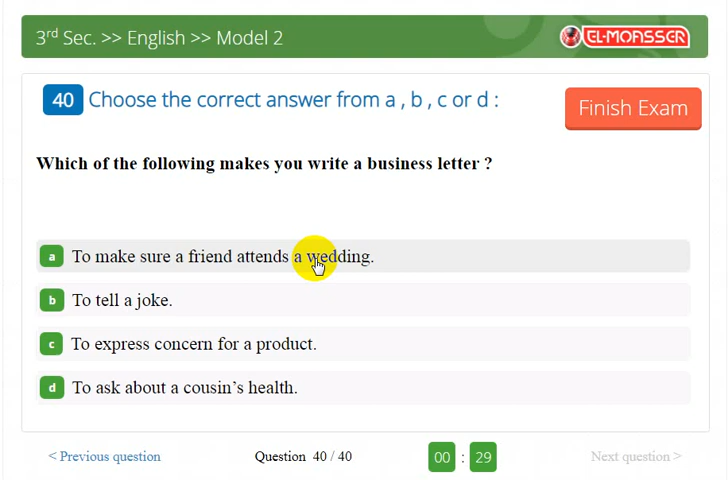 3rd Sec. >> English >> Model 2
EL-MOASSER
40 Choose the correct answer from a , b , c or d :
Finish Exam
Which of the following makes you write a business letter ?
a To make sure a friend attends a wedding.
b To tell a joke.
c To express concern for a product.
d To ask about a cousin's health.
< Previous question Question 40 / 40 00 : 29 Next question >